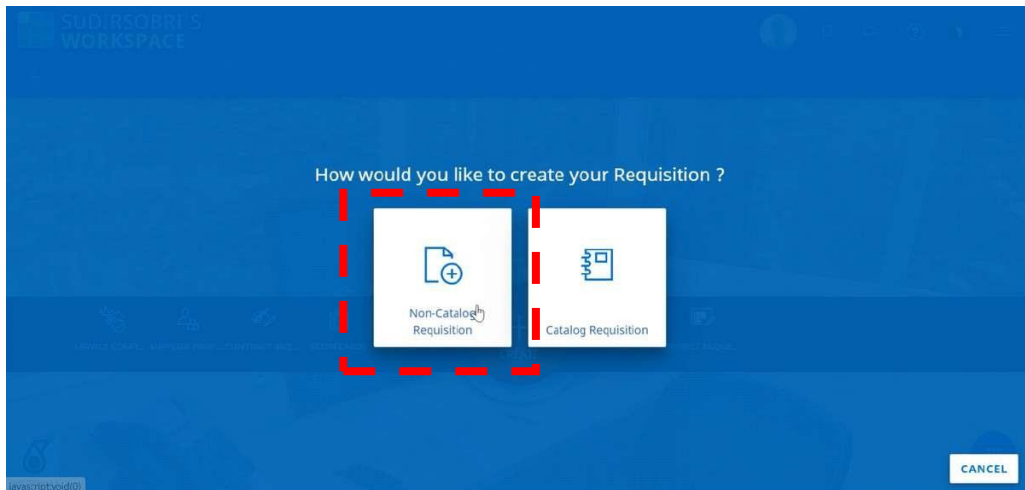 SUDIRSOBRI'S
WORKSPACE
How would you like to create your Requisition ?
Non-Catalog
Requisition
Catalog Requisition
CREATE
CANCEL
javascript:void(0)